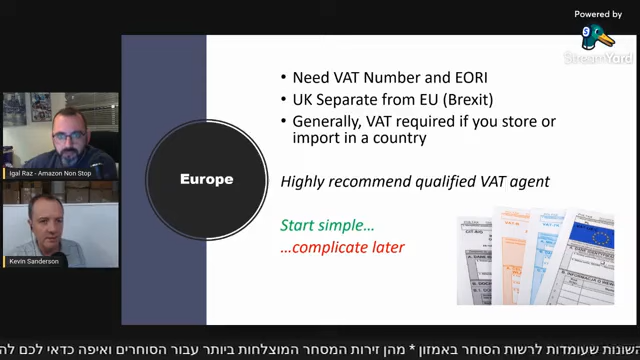 Powered by
StreamYard
• Need VAT Number and EORI
• UK Separate from EU (Brexit)
• Generally, VAT required if you store or
import in a country
Europe
Highly recommend qualified VAT agent
Start simple...
...complicate later
Igal Raz - Amazon Non Stop
Kevin Sanderson
השונות שעומדות לרשות הסוחר באמזון * מהן זירות המסחר המוצלחות ביותר עבור הסוחרים ואיפה כדאי לכם לה